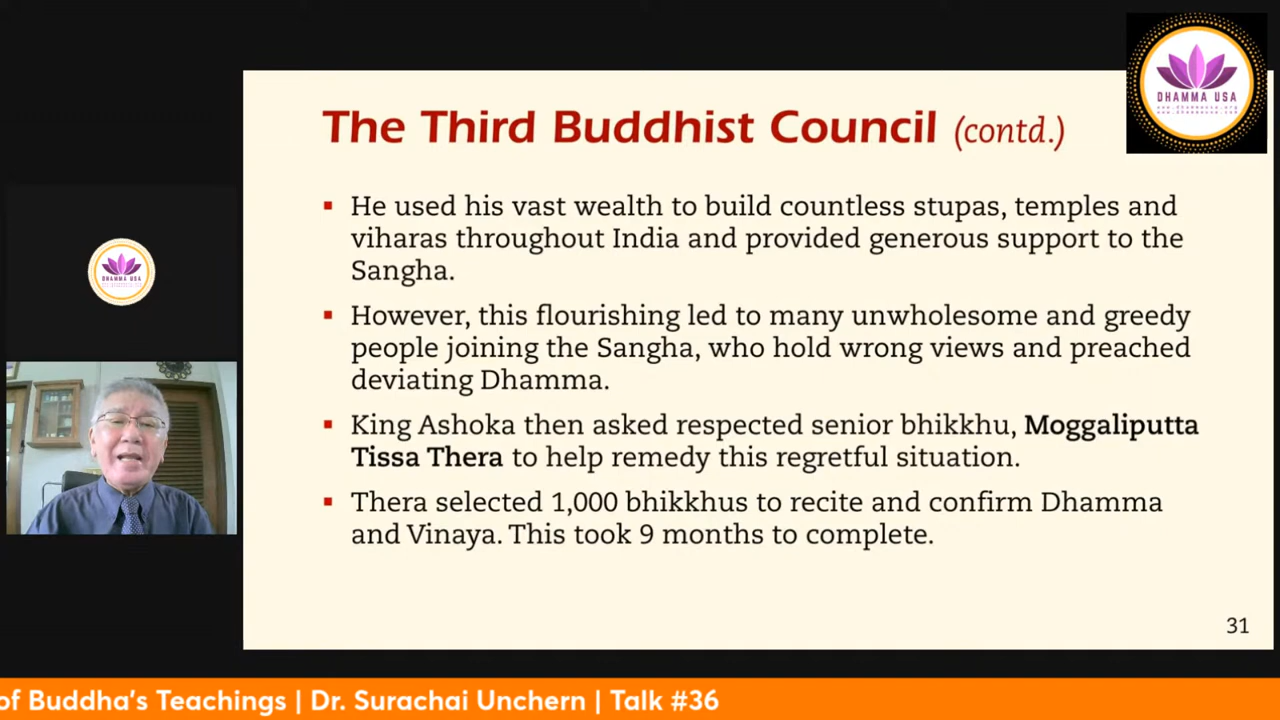 The Third Buddhist Council (contd.)
DHAMMA USA
www.dhammausa.org
▪ He used his vast wealth to build countless stupas, temples and
viharas throughout India and provided generous support to the
Sangha.
▪ However, this flourishing led to many unwholesome and greedy
people joining the Sangha, who hold wrong views and preached
deviating Dhamma.
▪ King Ashoka then asked respected senior bhikkhu, Moggaliputta
Tissa Thera to help remedy this regretful situation.
▪ Thera selected 1,000 bhikkhus to recite and confirm Dhamma
and Vinaya. This took 9 months to complete.
DHAMMA USA
31
of Buddha's Teachings | Dr. Surachai Unchern | Talk #36